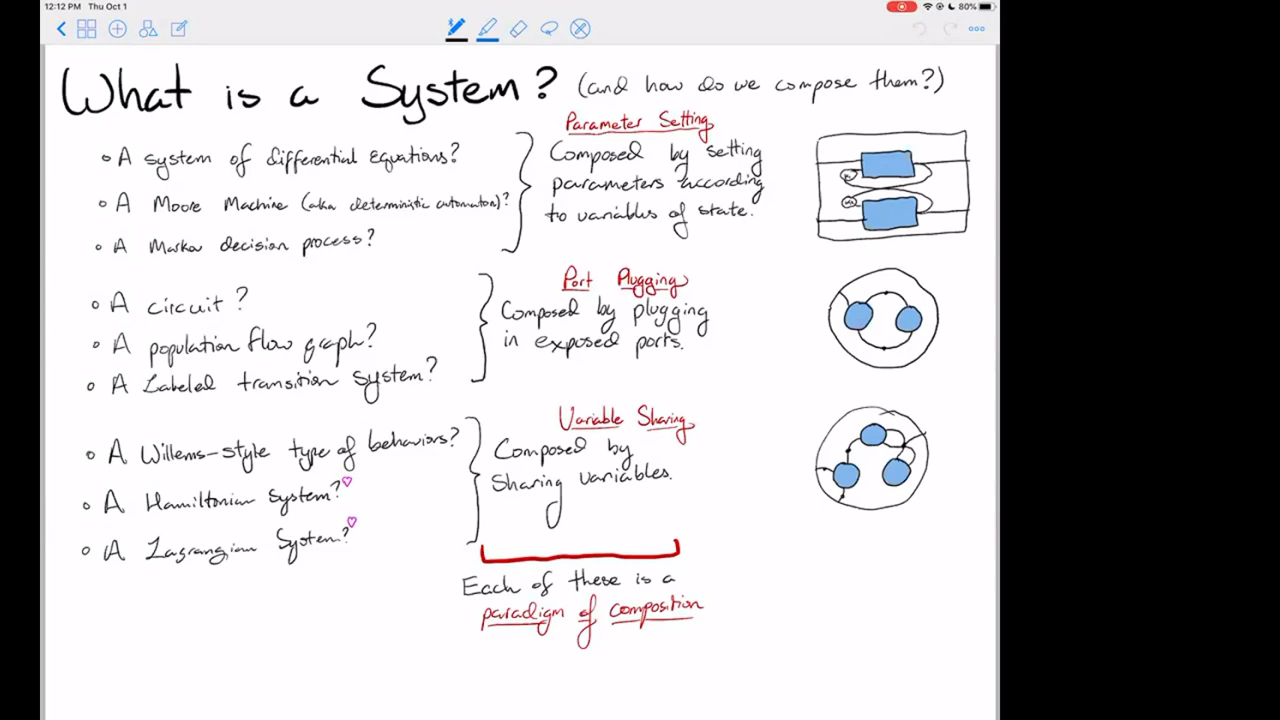 12:12 PM Thu Oct 1
80%
What is a System? (and how do we compose them?)
A system of differential Equations?
A Moore Machine (aka deterministic automaton)?
A Markov decision process?
Parameter Setting
Composed by setting
parameters according
to variables of state.
A circuit?
A population flow graph?
A Labeled transition system?
Port Plugging
Composed by plugging
in exposed ports.
A Willems-style type of behaviors?
A Hamiltonian System?
A Lagrangian System?
Variable Sharing
Composed by
Sharing variables.
Each of these is a
paradigm of composition